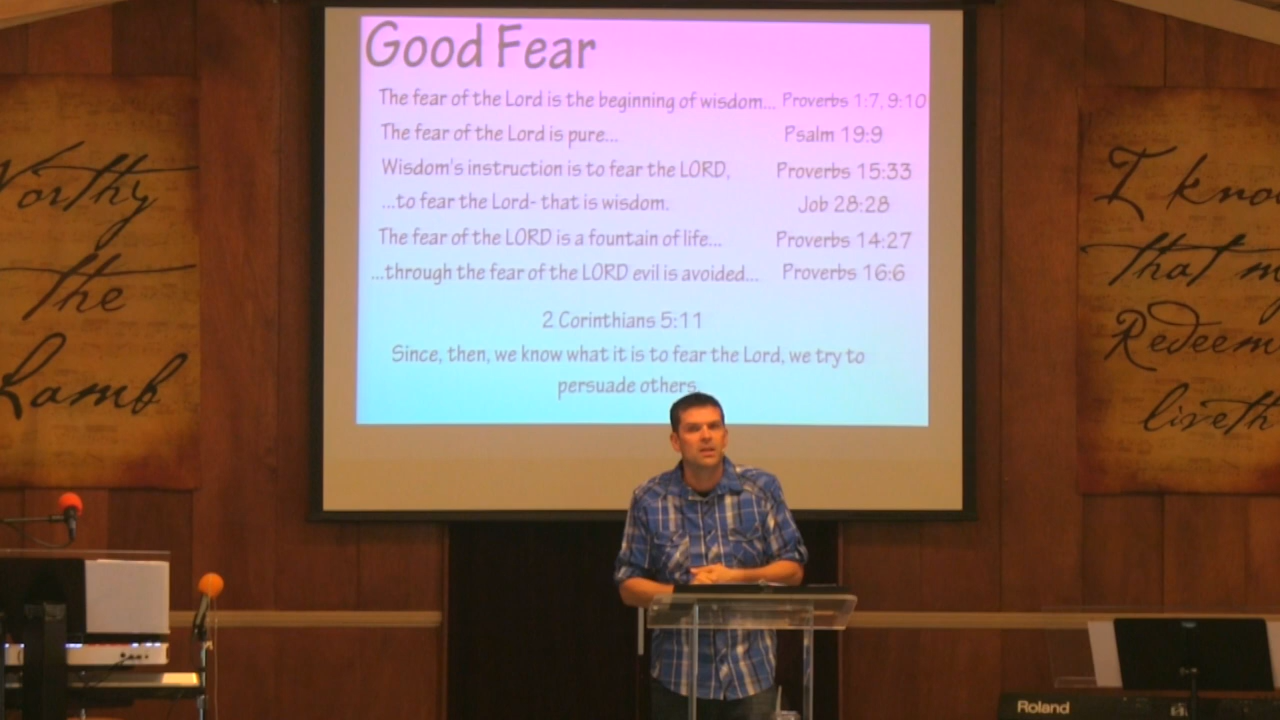 Good Fear
The fear of the Lord is the beginning of wisdom... Proverbs 1:7, 9:10
The fear of the Lord is pure... Psalm 19:9
Wisdom's instruction is to fear the LORD, Proverbs 15:33
...to fear the Lord- that is wisdom. Job 28:28
The fear of the LORD is a fountain of life... Proverbs 14:27
...through the fear of the LORD evil is avoided... Proverbs 16:6
2 Corinthians 5:11
Since, then, we know what it is to fear the Lord, we try to
persuade others.
Worthy
The
Lamb
I kno
That m
Redeem
liveth
Roland